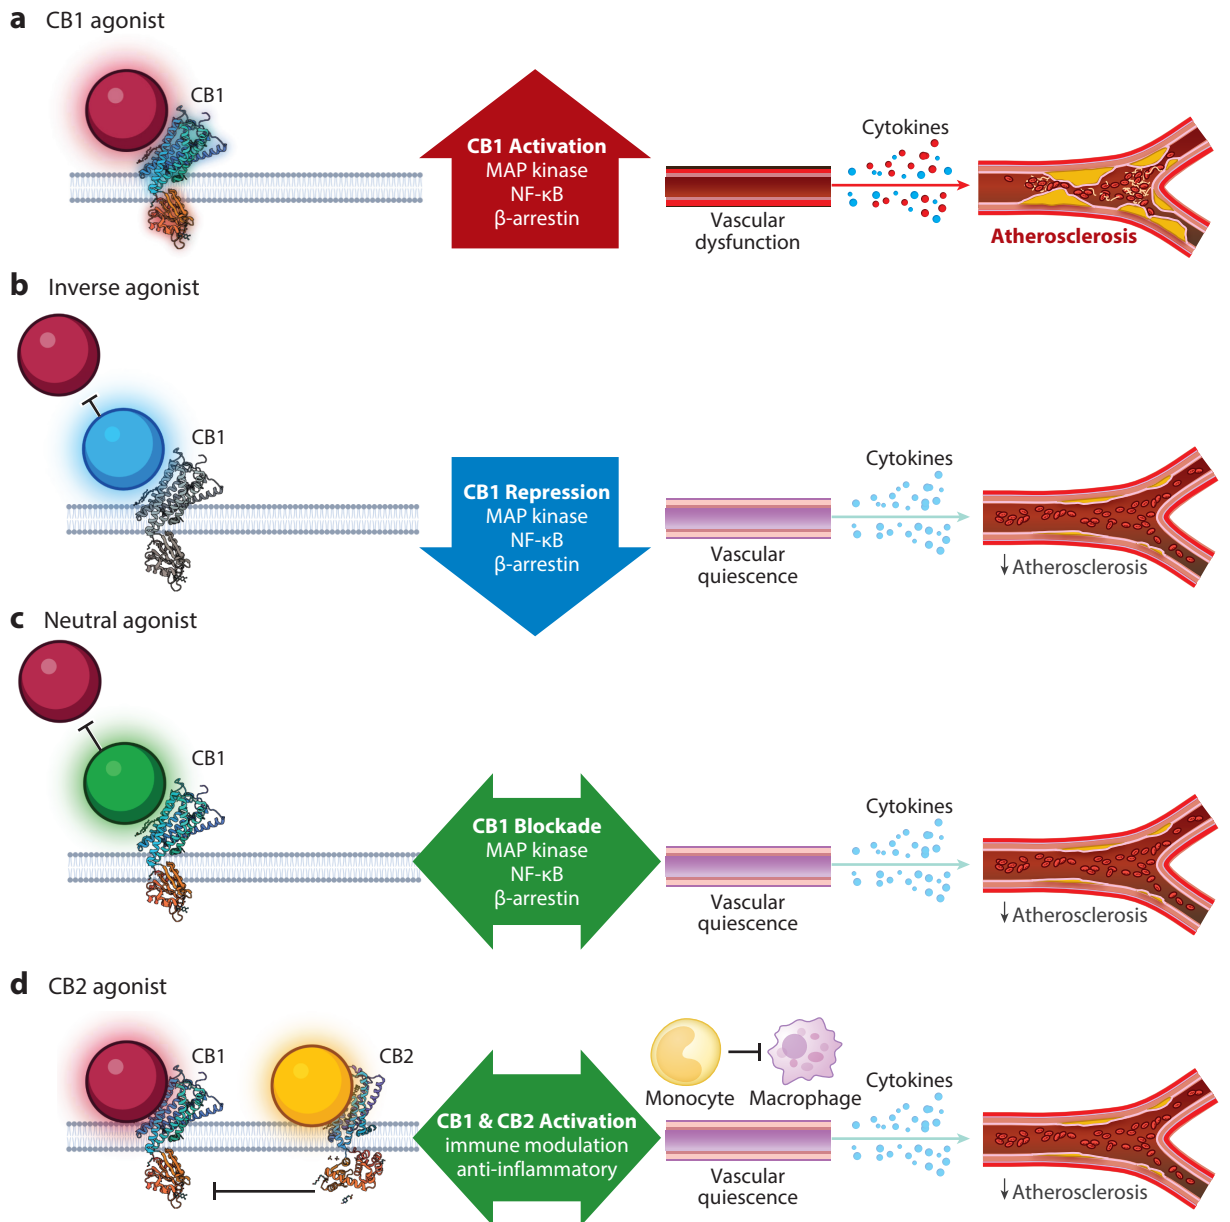 a CB1 agonist
CB1
CB1 Activation
MAP kinase
NF-κB
β-arrestin
Vascular
dysfunction
Cytokines
Atherosclerosis
b Inverse agonist
CB1
CB1 Repression
MAP kinase
NF-κB
β-arrestin
Vascular
quiescence
Cytokines
↓ Atherosclerosis
c Neutral agonist
CB1
CB1 Blockade
MAP kinase
NF-κB
β-arrestin
Vascular
quiescence
Cytokines
↓ Atherosclerosis
d CB2 agonist
CB1
CB2
CB1 & CB2 Activation
immune modulation
anti-inflammatory
Monocyte
Macrophage
Vascular
quiescence
Cytokines
↓ Atherosclerosis